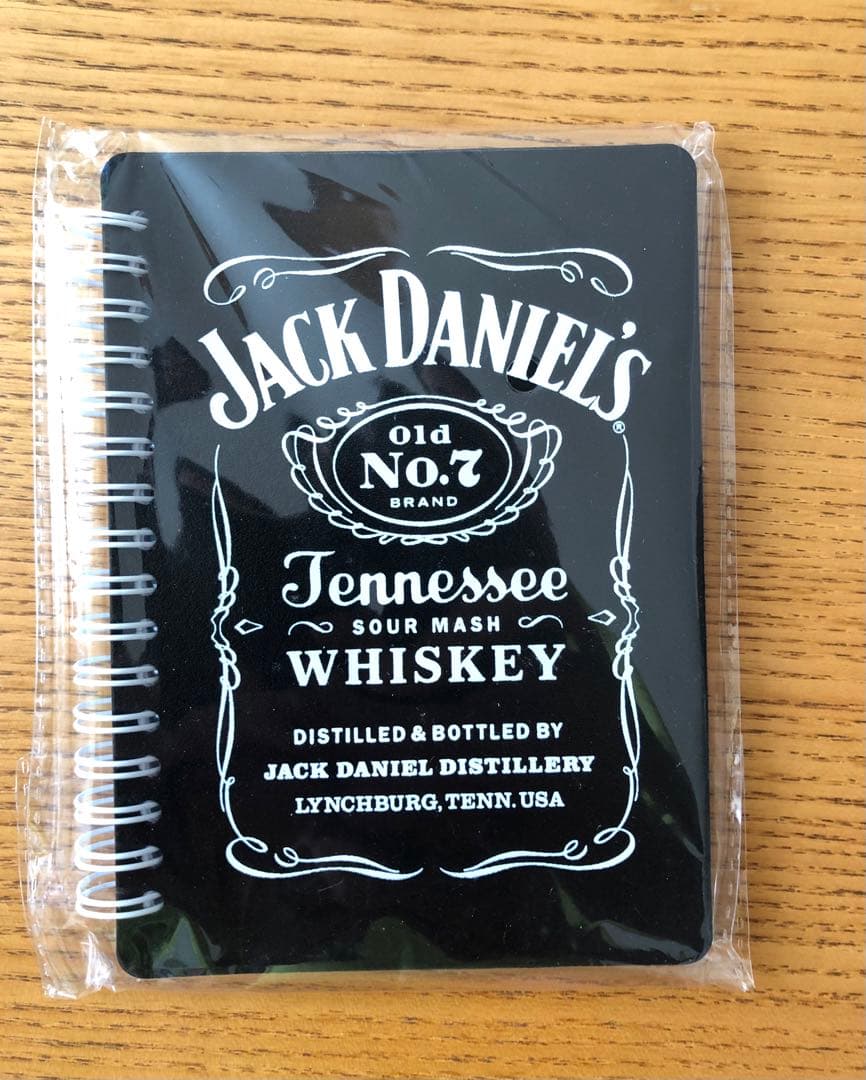 JACK DANIEL'S®
Old
No.7
BRAND
Tennessee
SOUR MASH
WHISKEY
DISTILLED & BOTTLED BY
JACK DANIEL DISTILLERY
LYNCHBURG, TENN. USA